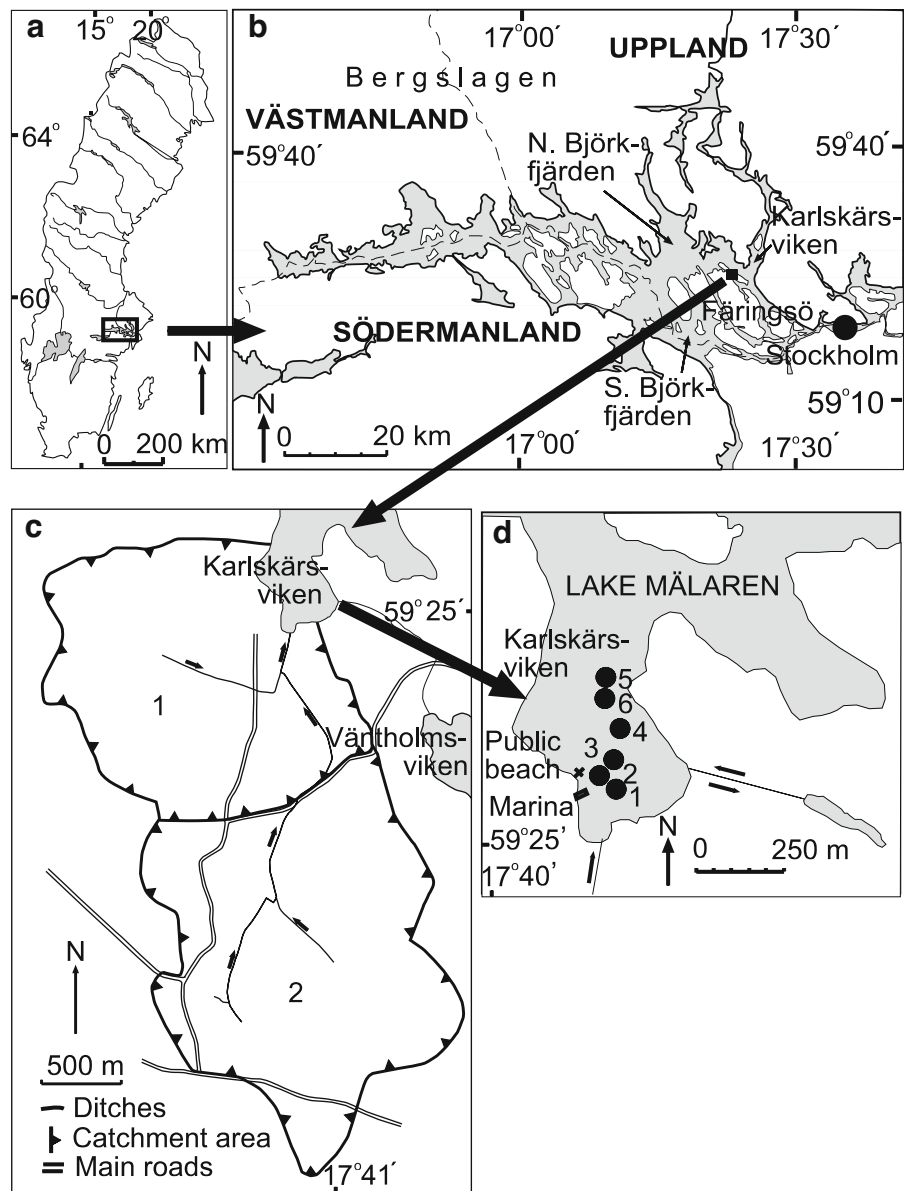 a
15° 20°
64°
60°
N
0 200 km
b
17°00´
UPPLAND
17°30´
Bergslagen
VÄSTMANLAND
59°40´
N. Björk-
fjärden
59°40´
Karlskärs-
viken
Färingsö
SÖDERMANLAND
Stockholm
S. Björk-
fjärden
59°10´
N
0 20 km
17°00´
17°30´
c
Karlskärs-
viken
59°25´
1
Väntholms-
viken
2
N
500 m
Ditches
Catchment area
Main roads
17°41´
d
LAKE MÄLAREN
Karlskärs-
viken
5
6
4
Public
beach
3
2
Marina
1
59°25'
N
0 250 m
17°40'